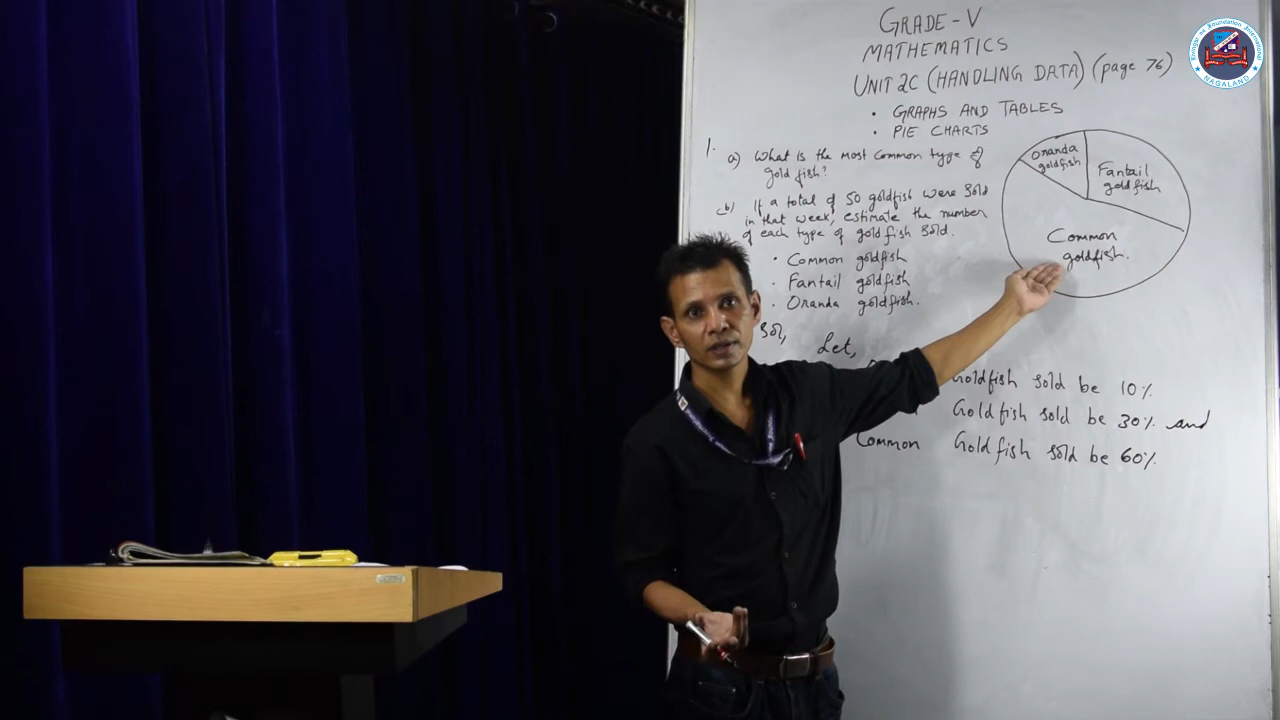 GRADE-V
MATHEMATICS
UNIT 2C (HANDLING DATA) (page 76)
• GRAPHS AND TABLES
• PIE CHARTS
1.
a) What is the most common type of
gold fish?
b) If a total of 50 goldfish were sold
in that week, estimate the number
of each type of gold fish sold.
• Common goldfish
• Fantail goldfish
• Oranda goldfish.
Oranda
goldfish
Fantail
goldfish
Common
goldfish.
Sol,
Let,
Goldfish sold be 10%
Goldfish sold be 30% and
Common Goldfish sold be 60%
NAGALAND